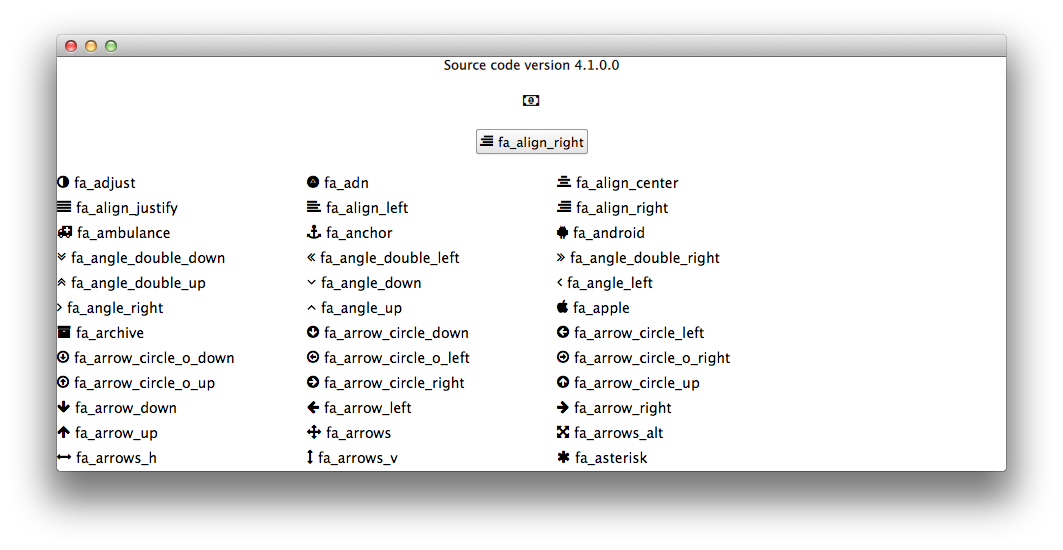 Source code version 4.1.0.0
fa_align_right
fa_adjust fa_adn fa_align_center
fa_align_justify fa_align_left fa_align_right
fa_ambulance fa_anchor fa_android
fa_angle_double_down fa_angle_double_left fa_angle_double_right
fa_angle_double_up fa_angle_down fa_angle_left
fa_angle_right fa_angle_up fa_apple
fa_archive fa_arrow_circle_down fa_arrow_circle_left
fa_arrow_circle_o_down fa_arrow_circle_o_left fa_arrow_circle_o_right
fa_arrow_circle_o_up fa_arrow_circle_right fa_arrow_circle_up
fa_arrow_down fa_arrow_left fa_arrow_right
fa_arrow_up fa_arrows fa_arrows_alt
fa_arrows_h fa_arrows_v fa_asterisk